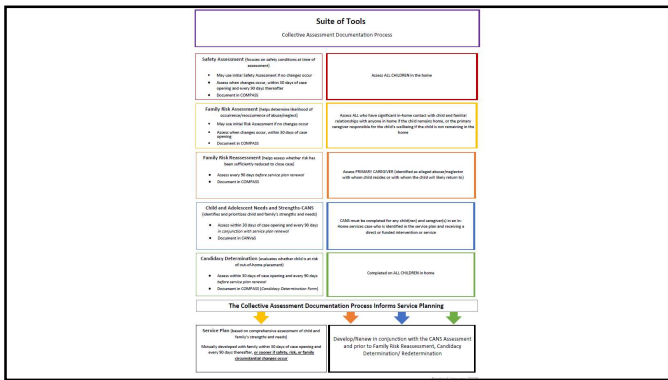 Suite of Tools
Collective Assessment Documentation Process
Safety Assessment (focuses on safety conditions at time of
assessment)
• May use initial Safety Assessment if no changes occur
• Assess when changes occur, within 30 days of case
opening and every 90 days thereafter
• Document in COMPASS
Assess ALL CHILDREN in the home
Family Risk Assessment (helps determine likelihood of
occurrence/reoccurrence of abuse/neglect)
• May use initial Risk Assessment if no changes occur
• Assess when changes occur, within 30 days of case
opening
• Document in COMPASS
Assess ALL who have significant in-home contact with child and familial
relationships with anyone in home if the child remains home, or the primary
caregiver responsible for the child's wellbeing if the child is not remaining in the
home
Family Risk Reassessment (helps assess whether risk has
been sufficiently reduced to close case)
• Assess every 90 days before service plan renewal
• Document in COMPASS
Assess PRIMARY CAREGIVER (identified as alleged abuser/neglector
with whom child resides or with whom the child will likely return to)
Child and Adolescent Needs and Strengths-CANS
(identifies and prioritizes child and family's strengths and needs)
• Assess within 30 days of case opening and every 90 days
in conjunction with service plan renewal
• Document in CANVaS
CANS must be completed for any child(ren) and caregiver(s) in an In-
Home services case who is identified in the service plan and receiving a
direct or funded intervention or service
Candidacy Determination (evaluates whether child is at risk
of out-of-home placement)
• Assess within 30 days of case opening and every 90 days
before service plan renewal
• Document in COMPASS (Candidacy Determination Form)
Completed on ALL CHILDREN in home
The Collective Assessment Documentation Process Informs Service Planning
Service Plan (based on comprehensive assessment of child and
family's strengths and needs)
Mutually developed with family within 30 days of case opening and
every 90 days thereafter, or sooner if safety, risk, or family
circumstantial changes occur
Develop/Renew in conjunction with the CANS Assessment
and prior to Family Risk Reassessment, Candidacy
Determination/ Redetermination